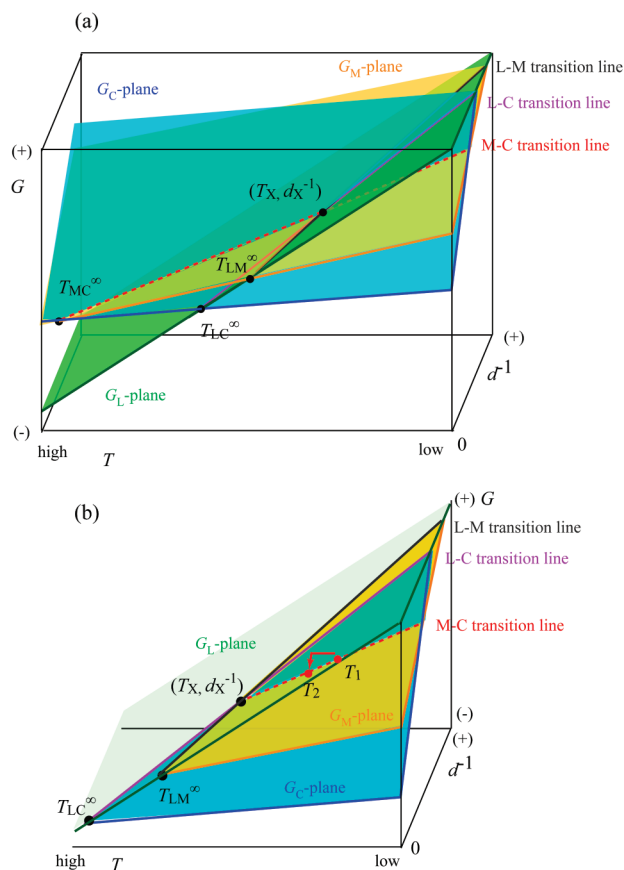 (a)
G_M-plane
L-M transition line
G_C-plane
L-C transition line
(+)
M-C transition line
G
(T_X, d_X^-1)
T_LM^∞
T_MC^∞
T_LC^∞
(+)
d^-1
G_L-plane
(-)
0
high
T
low
(b)
(+) G
L-M transition line
L-C transition line
M-C transition line
G_L-plane
(T_X, d_X^-1)
T_2
T_1
G_M-plane
(-)
(+)
d^-1
T_LC^∞
T_LM^∞
G_C-plane
0
high
T
low